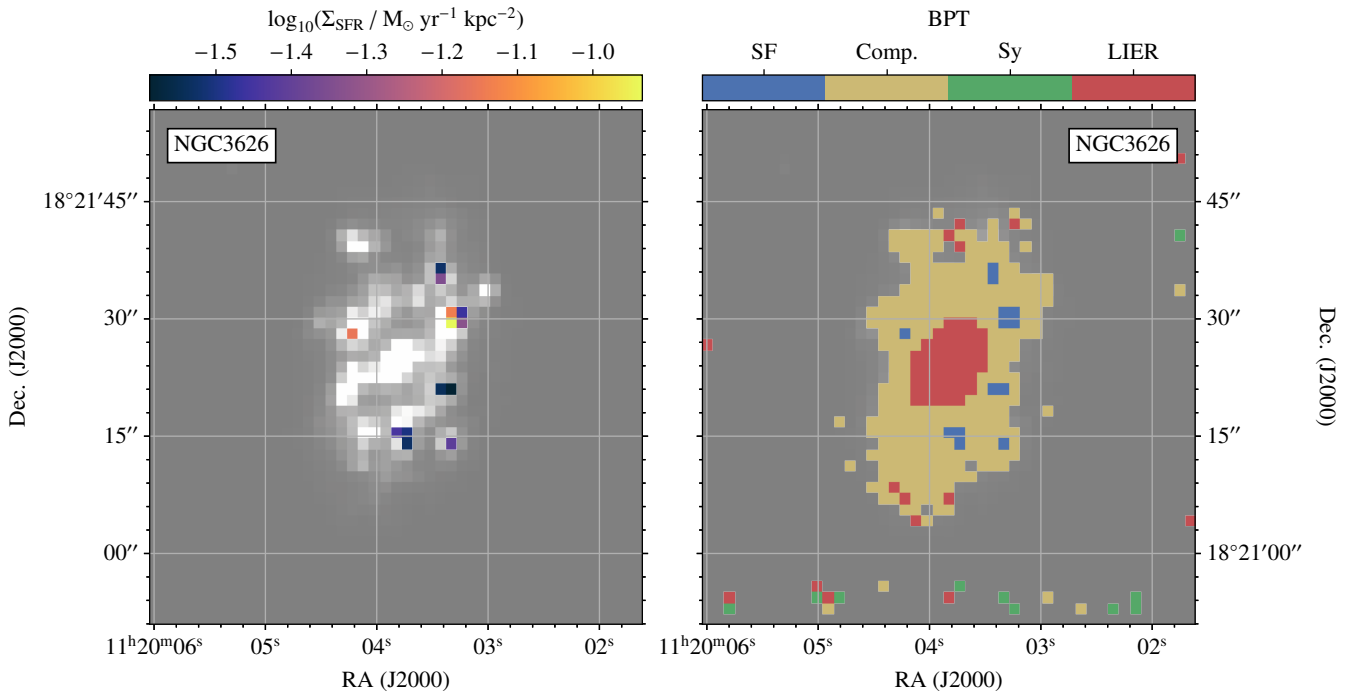 log₁₀(Σ_SFR / M_⊙ yr⁻¹ kpc⁻²)
−1.5 −1.4 −1.3 −1.2 −1.1 −1.0
NGC3626
18°21′45″
30″
15″
00″
Dec. (J2000)
11ʰ20ᵐ06ˢ 05ˢ 04ˢ 03ˢ 02ˢ
RA (J2000)
BPT
SF Comp. Sy LIER
NGC3626
45″
30″
15″
18°21′00″
Dec. (J2000)
11ʰ20ᵐ06ˢ 05ˢ 04ˢ 03ˢ 02ˢ
RA (J2000)